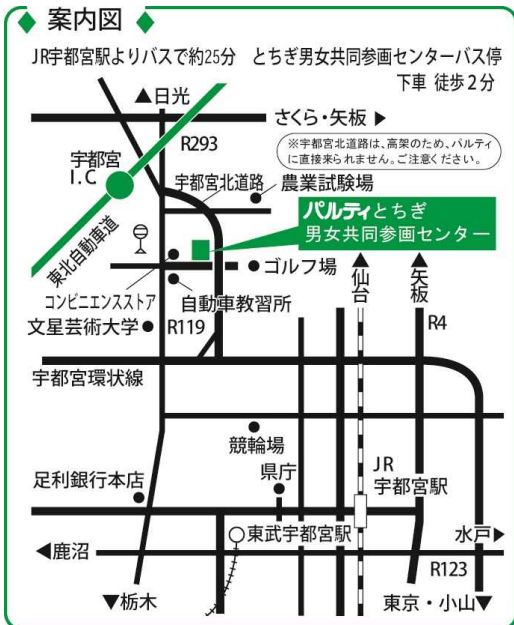 ◆ 案内図 ◆
JR宇都宮駅よりバスで約25分 とちぎ男女共同参画センターバス停
下車 徒歩2分
▲日光
さくら・矢板▶
R293
※宇都宮北道路は、高架のため、パルティ
に直接来られません。ご注意ください。
宇都宮
I.C
宇都宮北道路
農業試験場
パルティとちぎ
男女共同参画センター
東北自動車道
ゴルフ場
▲仙台
▲矢板
コンビニエンスストア
自動車教習所
文星芸術大学
R119
R4
宇都宮環状線
競輪場
足利銀行本店
県庁
JR
宇都宮駅
東武宇都宮駅
水戸▶
◀鹿沼
R123
▼栃木
東京・小山▼